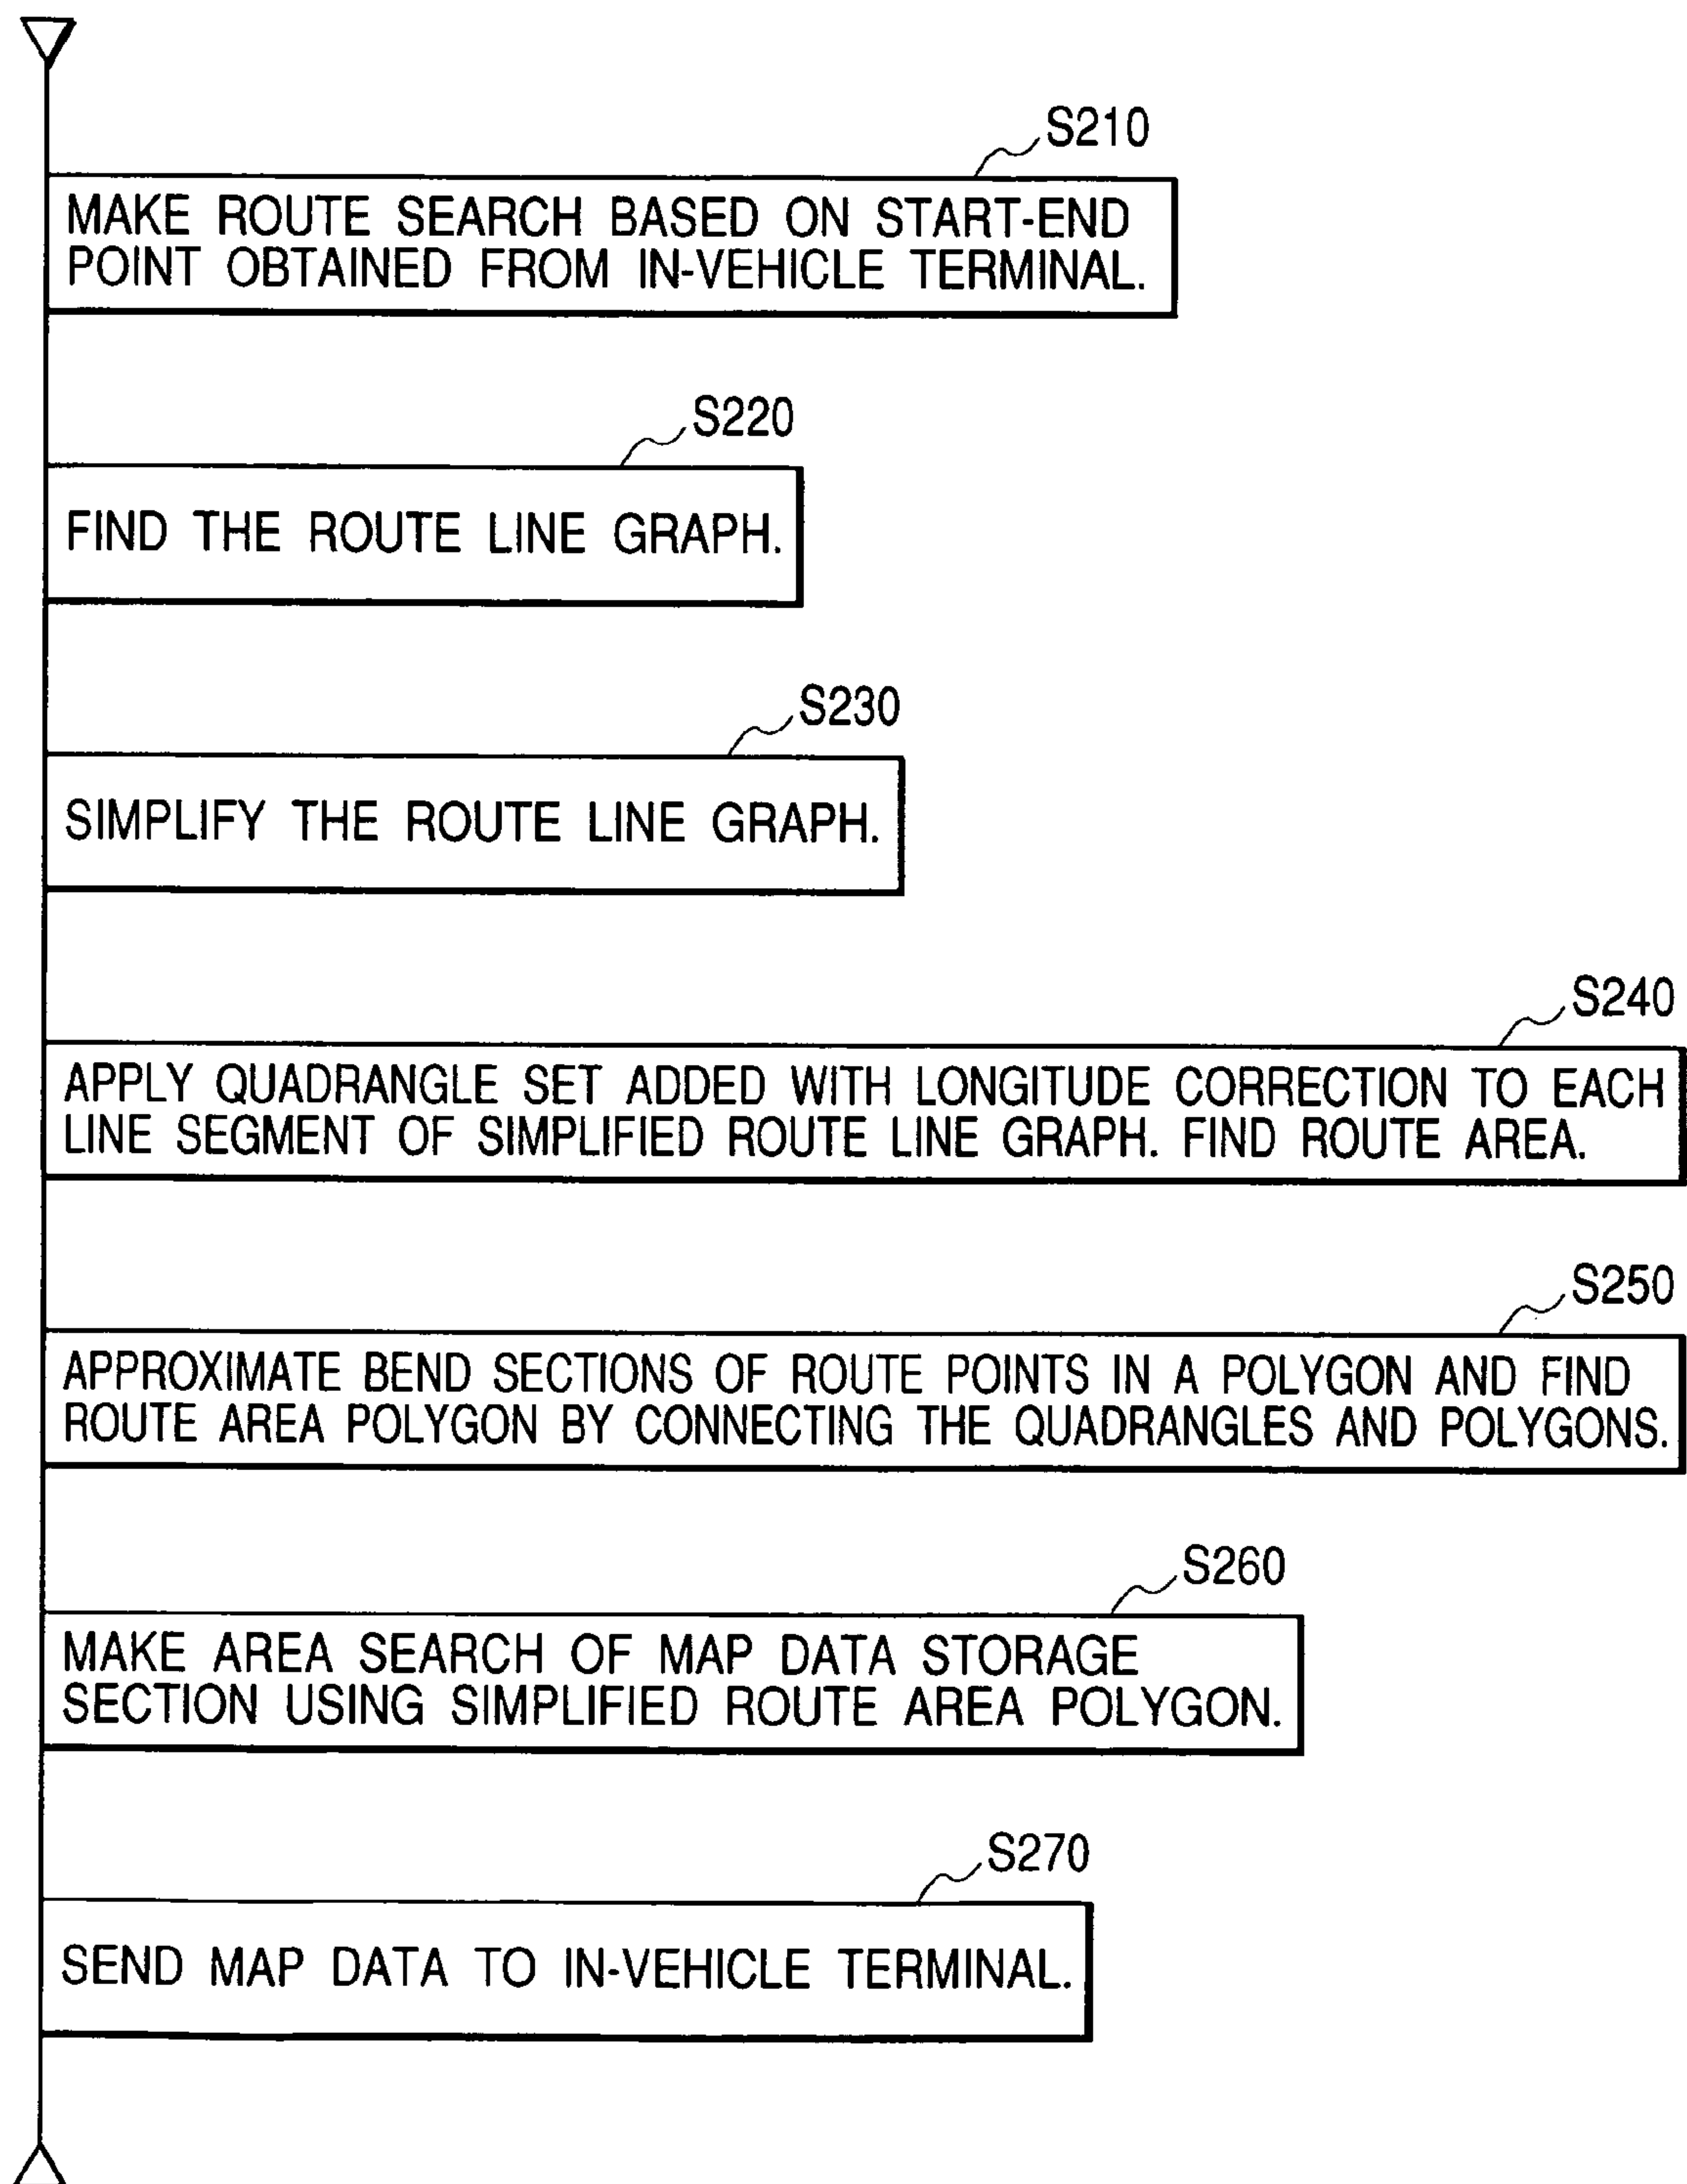 S210
MAKE ROUTE SEARCH BASED ON START-END
POINT OBTAINED FROM IN-VEHICLE TERMINAL.
S220
FIND THE ROUTE LINE GRAPH.
S230
SIMPLIFY THE ROUTE LINE GRAPH.
S240
APPLY QUADRANGLE SET ADDED WITH LONGITUDE CORRECTION TO EACH
LINE SEGMENT OF SIMPLIFIED ROUTE LINE GRAPH. FIND ROUTE AREA.
S250
APPROXIMATE BEND SECTIONS OF ROUTE POINTS IN A POLYGON AND FIND
ROUTE AREA POLYGON BY CONNECTING THE QUADRANGLES AND POLYGONS.
S260
MAKE AREA SEARCH OF MAP DATA STORAGE
SECTION USING SIMPLIFIED ROUTE AREA POLYGON.
S270
SEND MAP DATA TO IN-VEHICLE TERMINAL.